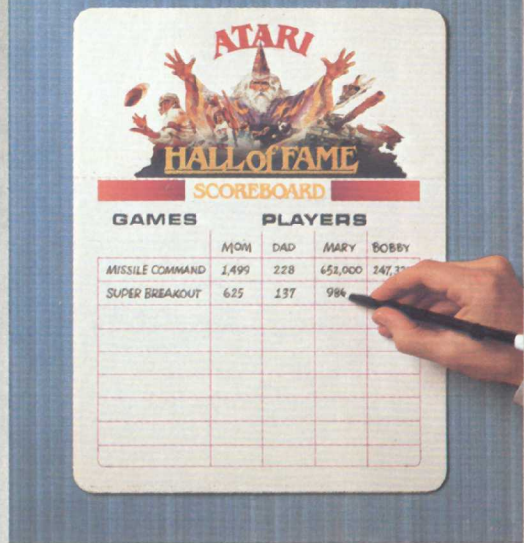 ATARI
HALL of FAME
SCOREBOARD
GAMES PLAYERS
MOM DAD MARY BOBBY
MISSILE COMMAND 1,499 228 652,000
SUPER BREAKOUT 625 137 986